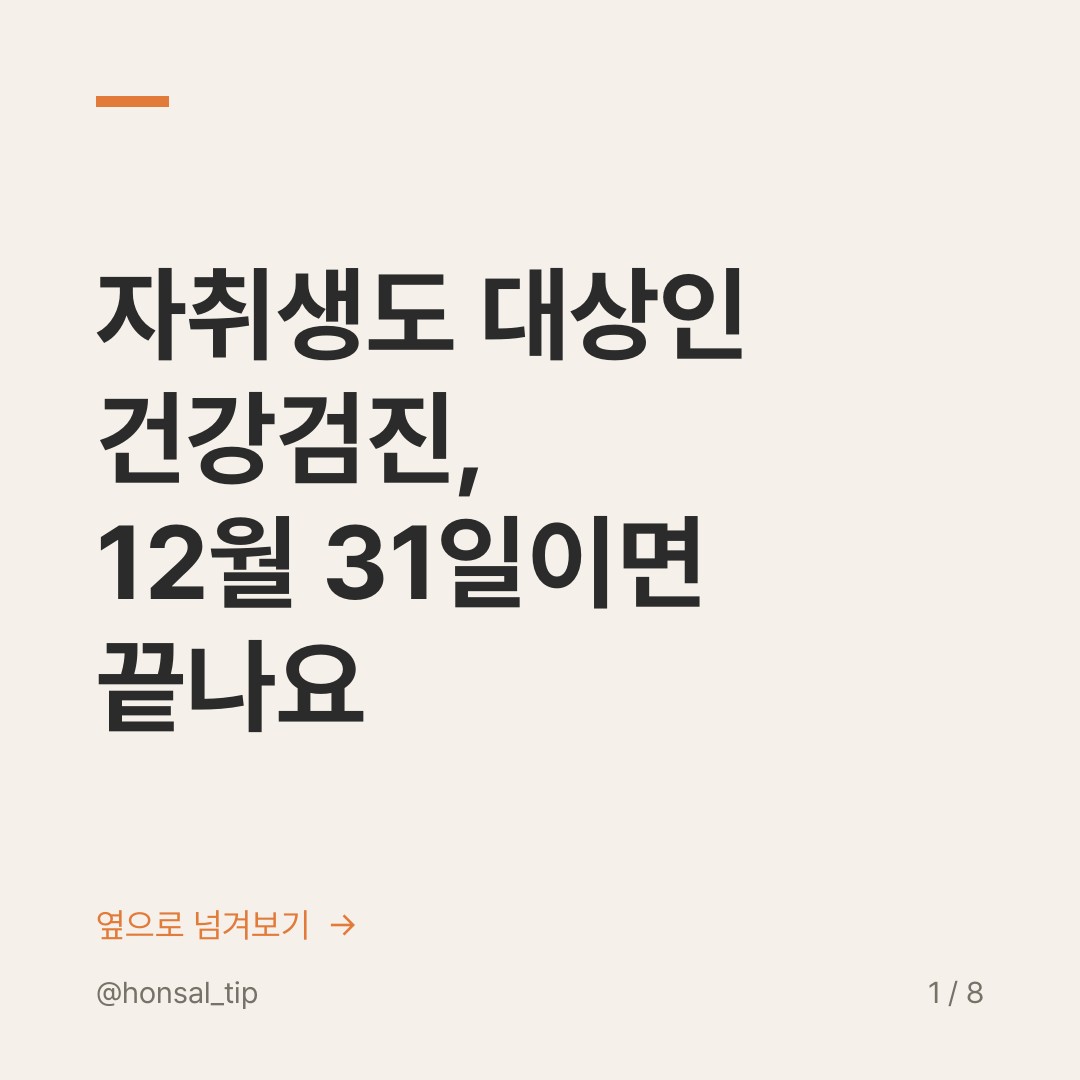 자취생도 대상인
건강검진,
12월 31일이면
끝나요
옆으로 넘겨보기 →
@honsal_tip
1 / 8